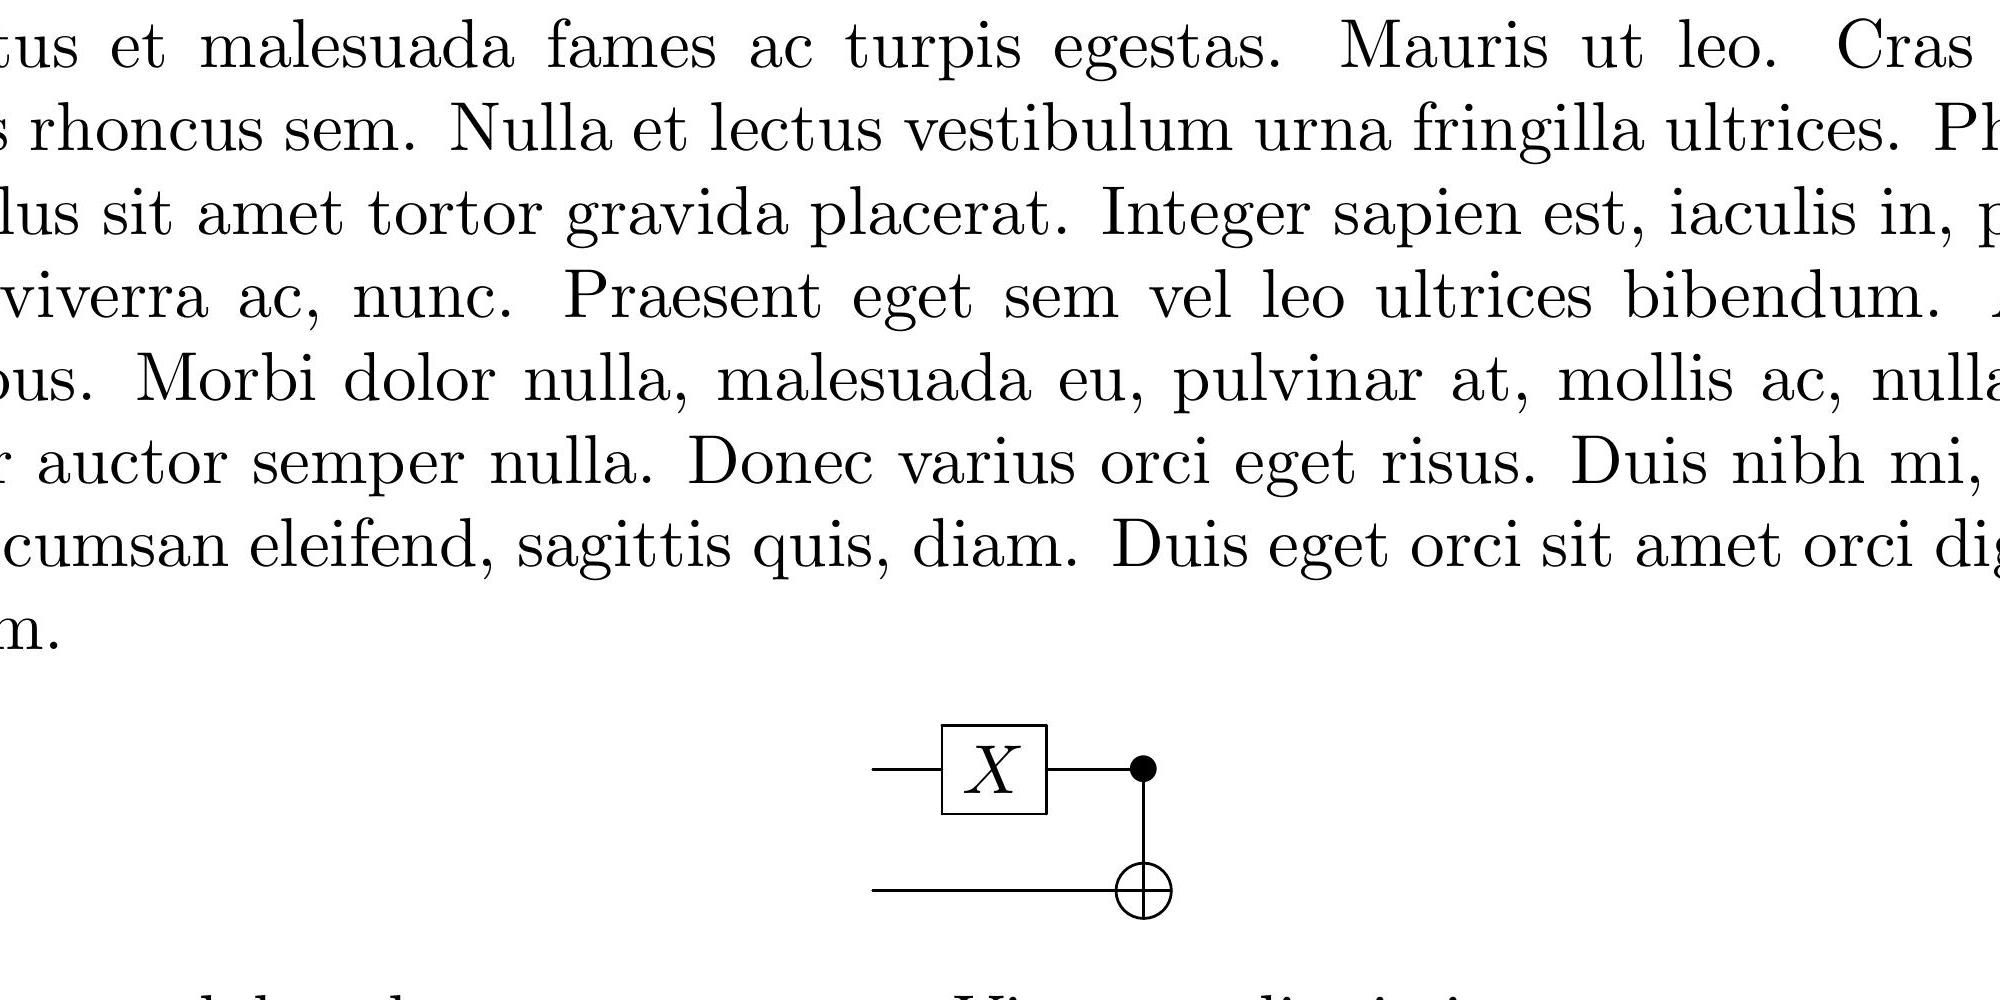 tus et malesuada fames ac turpis egestas. Mauris ut leo. Cras
s rhoncus sem. Nulla et lectus vestibulum urna fringilla ultrices. Ph
lus sit amet tortor gravida placerat. Integer sapien est, iaculis in, p
viverra ac, nunc. Praesent eget sem vel leo ultrices bibendum.
ous. Morbi dolor nulla, malesuada eu, pulvinar at, mollis ac, nulla
r auctor semper nulla. Donec varius orci eget risus. Duis nibh mi,
cumsan eleifend, sagittis quis, diam. Duis eget orci sit amet orci dig
m.
X